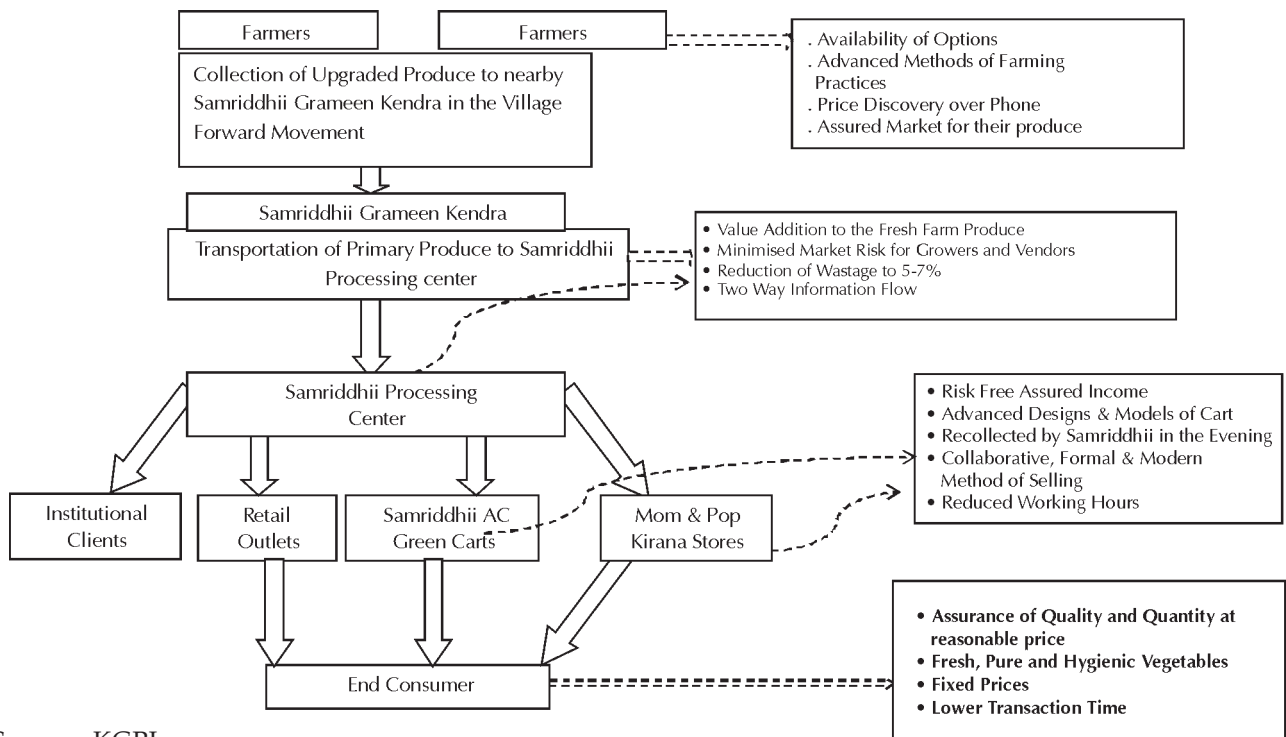 Farmers
Farmers
. Availability of Options
. Advanced Methods of Farming
Practices
. Price Discovery over Phone
. Assured Market for their produce
Collection of Upgraded Produce to nearby
Samriddhii Grameen Kendra in the Village
Forward Movement
Samriddhii Grameen Kendra
Transportation of Primary Produce to Samriddhii
Processing center
• Value Addition to the Fresh Farm Produce
• Minimised Market Risk for Growers and Vendors
• Reduction of Wastage to 5-7%
• Two Way Information Flow
Samriddhii Processing
Center
• Risk Free Assured Income
• Advanced Designs & Models of Cart
• Recollected by Samriddhii in the Evening
• Collaborative, Formal & Modern
Method of Selling
• Reduced Working Hours
Institutional
Clients
Retail
Outlets
Samriddhii AC
Green Carts
Mom & Pop
Kirana Stores
End Consumer
• Assurance of Quality and Quantity at
reasonable price
• Fresh, Pure and Hygienic Vegetables
• Fixed Prices
• Lower Transaction Time